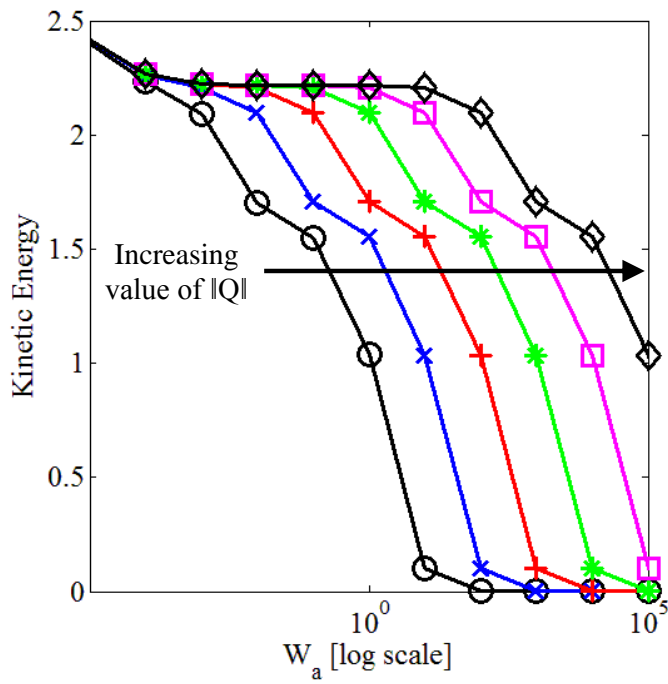 2.5
2
1.5
1
0.5
0
Kinetic Energy
Increasing
value of ‖Q‖
10^0
10^5
W_a [log scale]